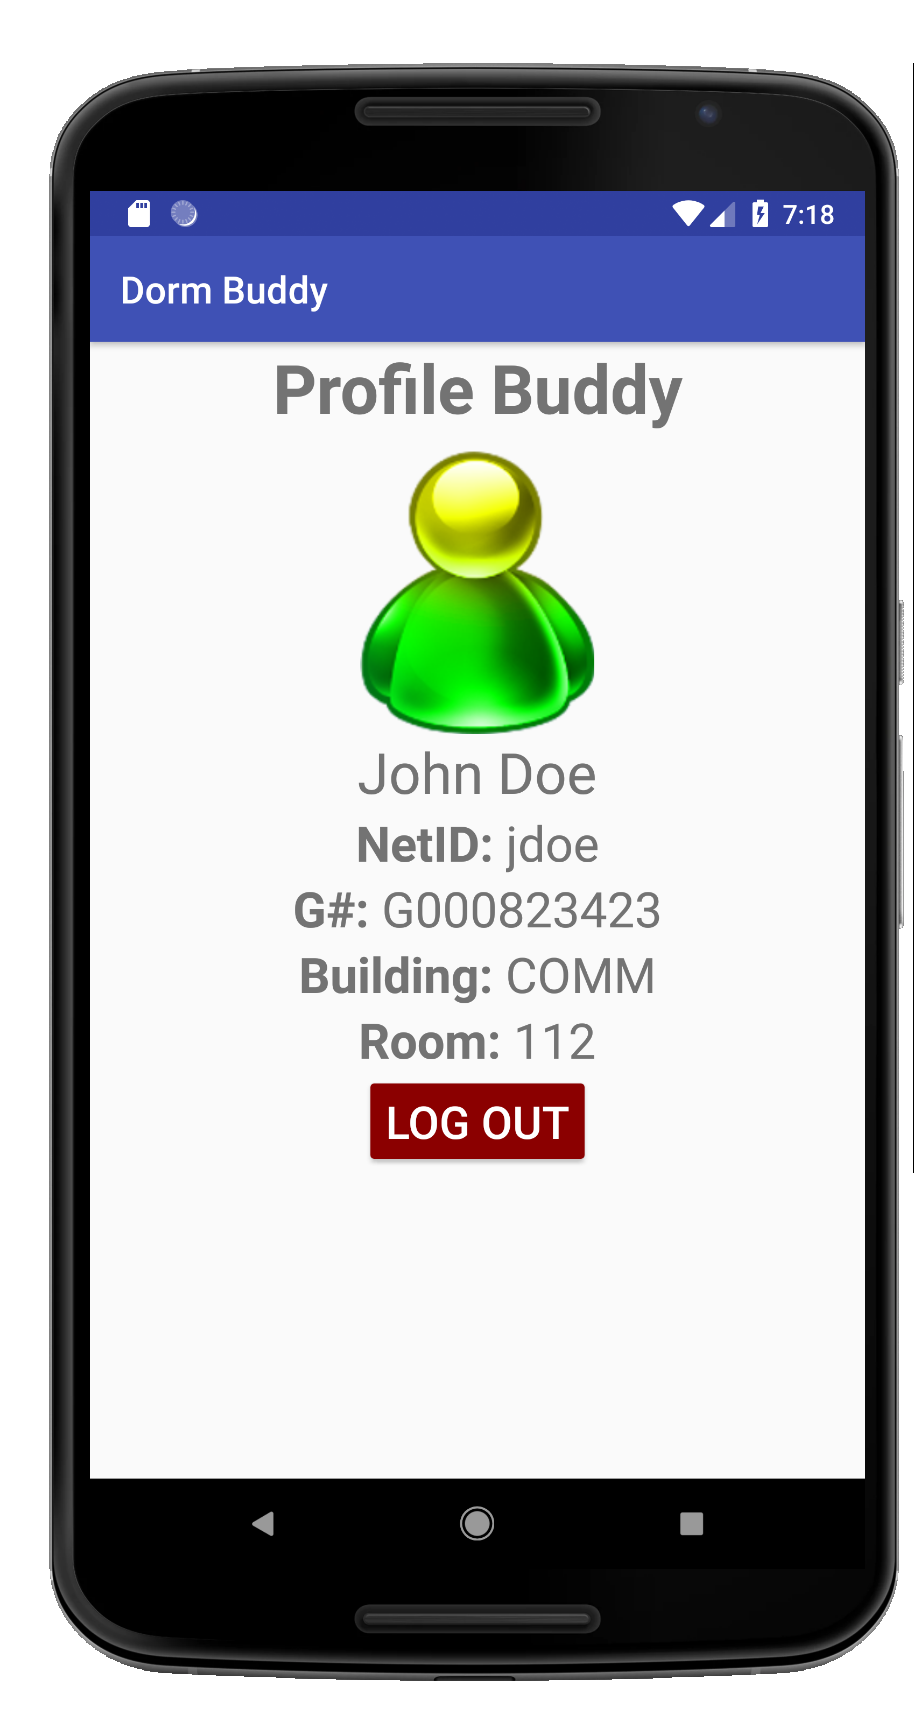 7:18
Dorm Buddy
Profile Buddy
John Doe
NetID: jdoe
G#: G000823423
Building: COMM
Room: 112
LOG OUT